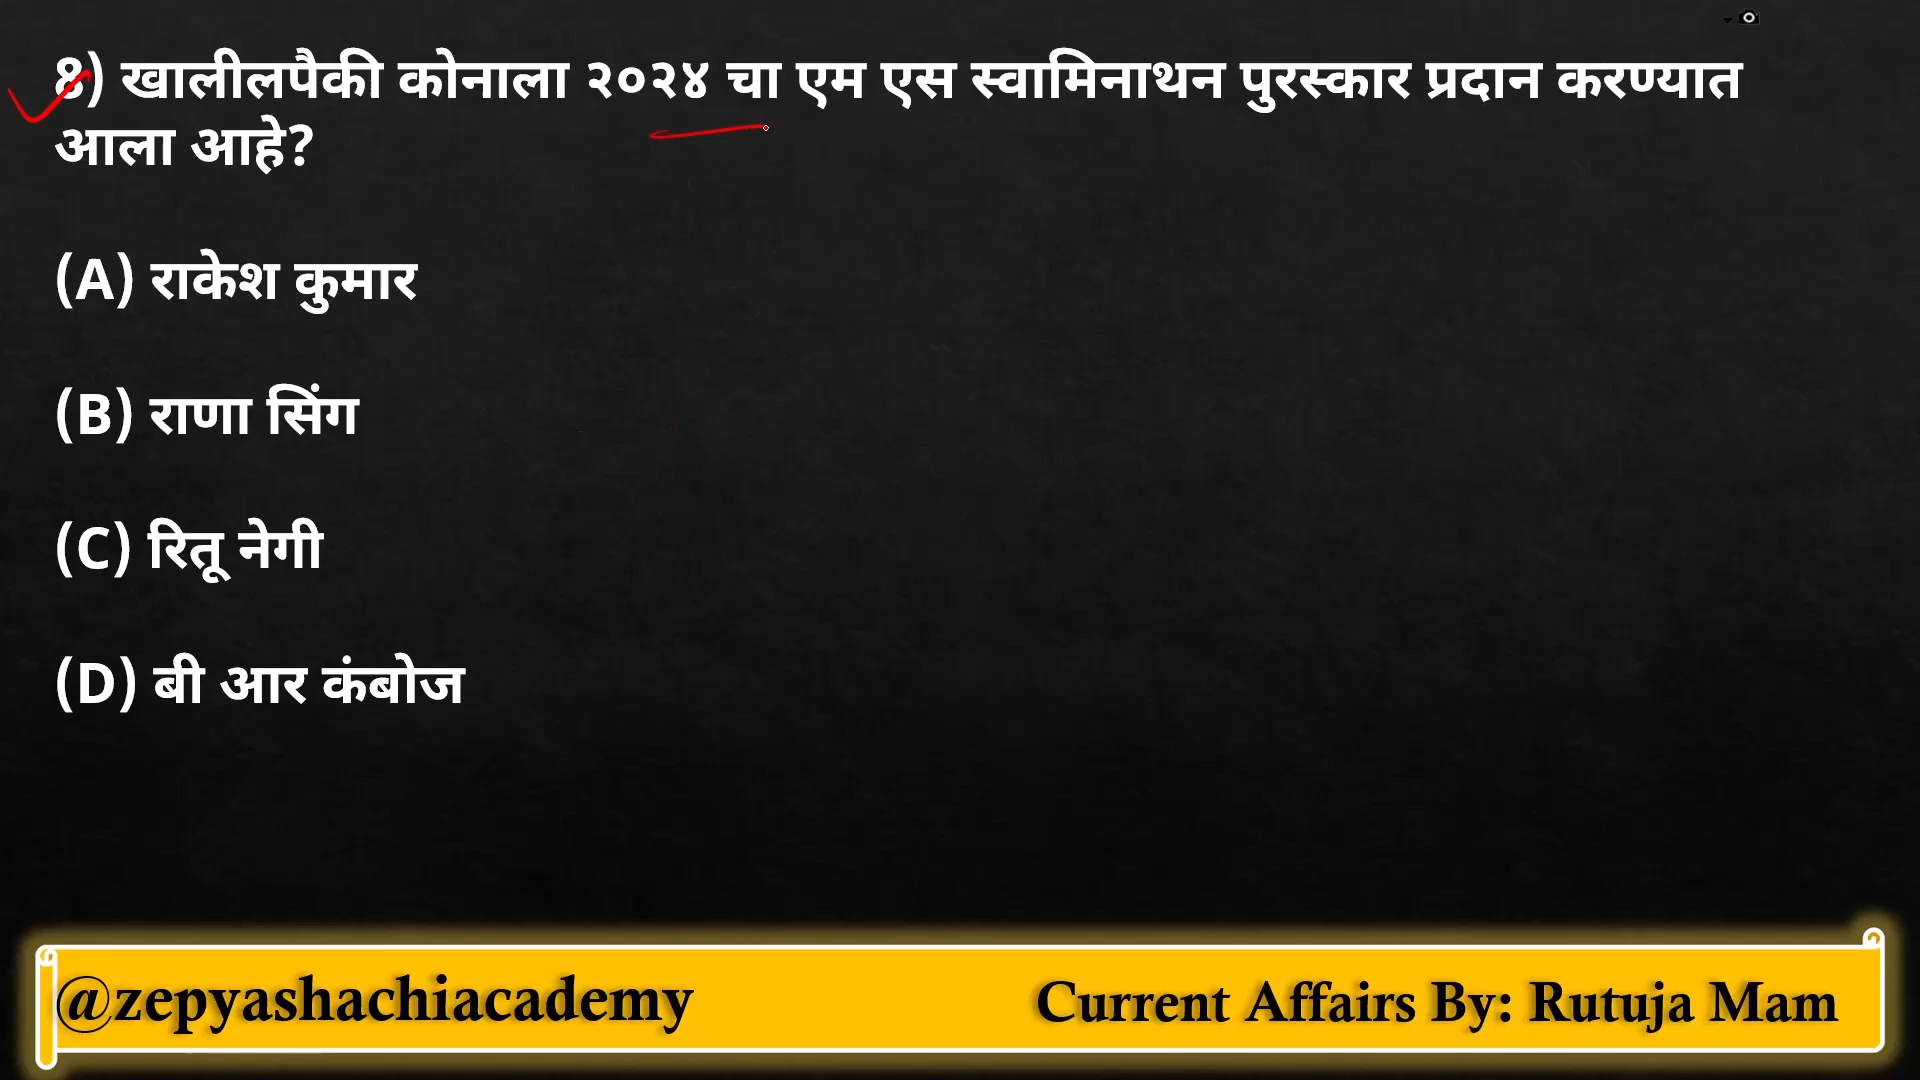 8) खालीलपैकी कोनाला २०२४ चा एम एस स्वामिनाथन पुरस्कार प्रदान करण्यात
आला आहे?
(A) राकेश कुमार
(B) राणा सिंग
(C) रितू नेगी
(D) बी आर कंबोज
@zepyashachiacademy
Current Affairs By: Rutuja Mam